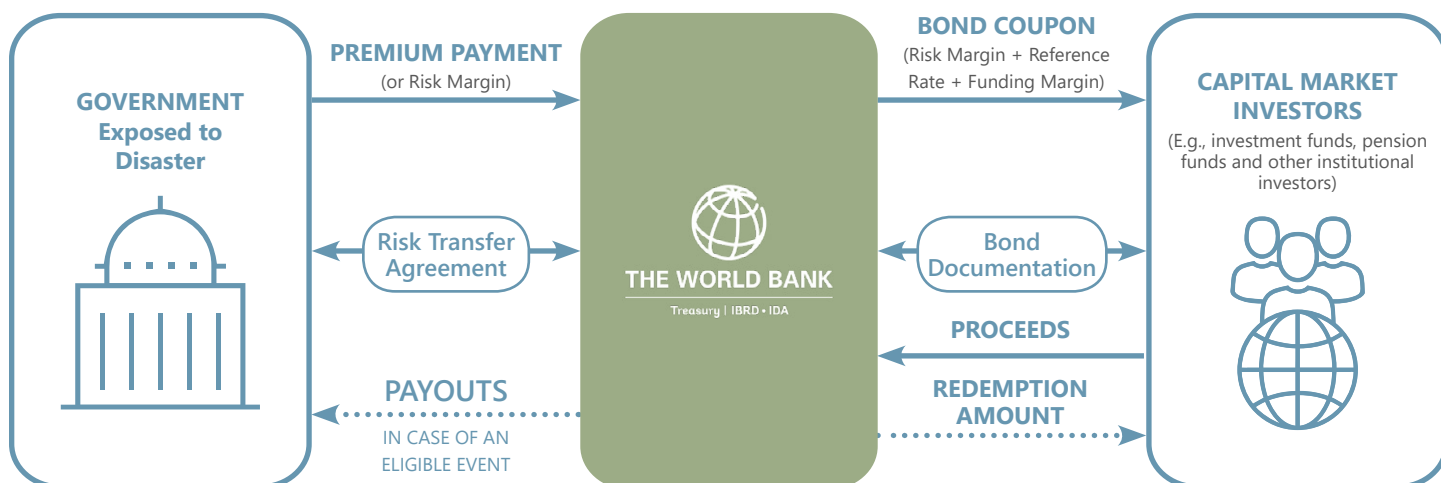 GOVERNMENT
Exposed to
Disaster
PREMIUM PAYMENT
(or Risk Margin)
Risk Transfer
Agreement
PAYOUTS
IN CASE OF AN
ELIGIBLE EVENT
THE WORLD BANK
Treasury | IBRD • IDA
BOND COUPON
(Risk Margin + Reference
Rate + Funding Margin)
Bond
Documentation
PROCEEDS
REDEMPTION
AMOUNT
CAPITAL MARKET
INVESTORS
(E.g., investment funds, pension
funds and other institutional
investors)